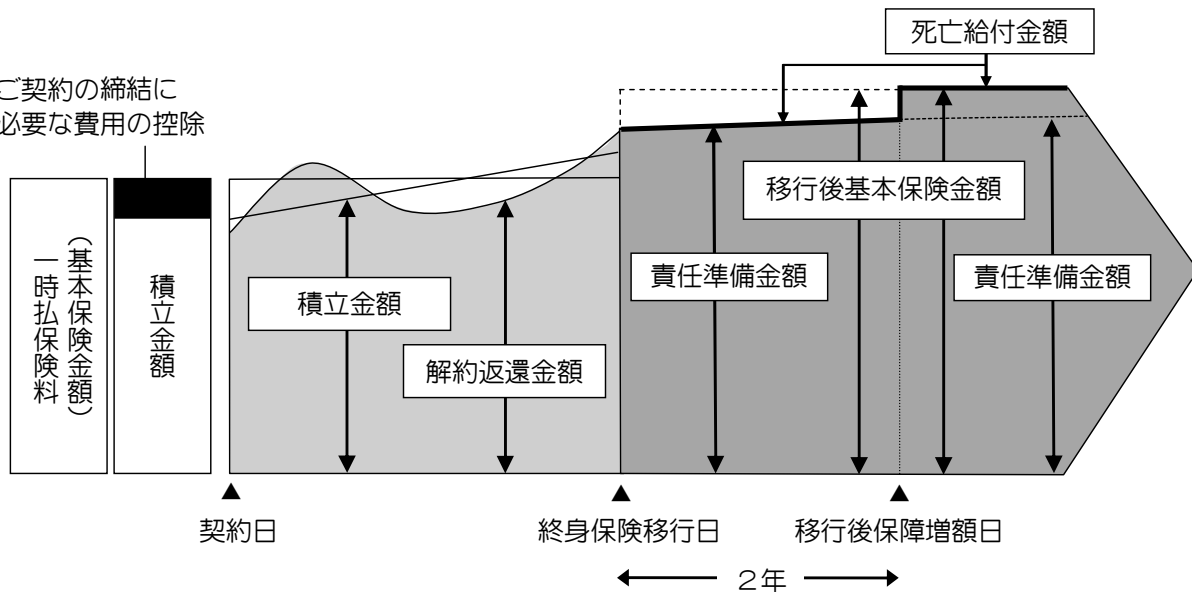 死亡給付金額
ご契約の締結に
必要な費用の控除
一時払保険料
（基本保険金額）
積立金額
積立金額
解約返還金額
責任準備金額
移行後基本保険金額
責任準備金額
▲
▲
▲
契約日
終身保険移行日
移行後保障増額日
２年